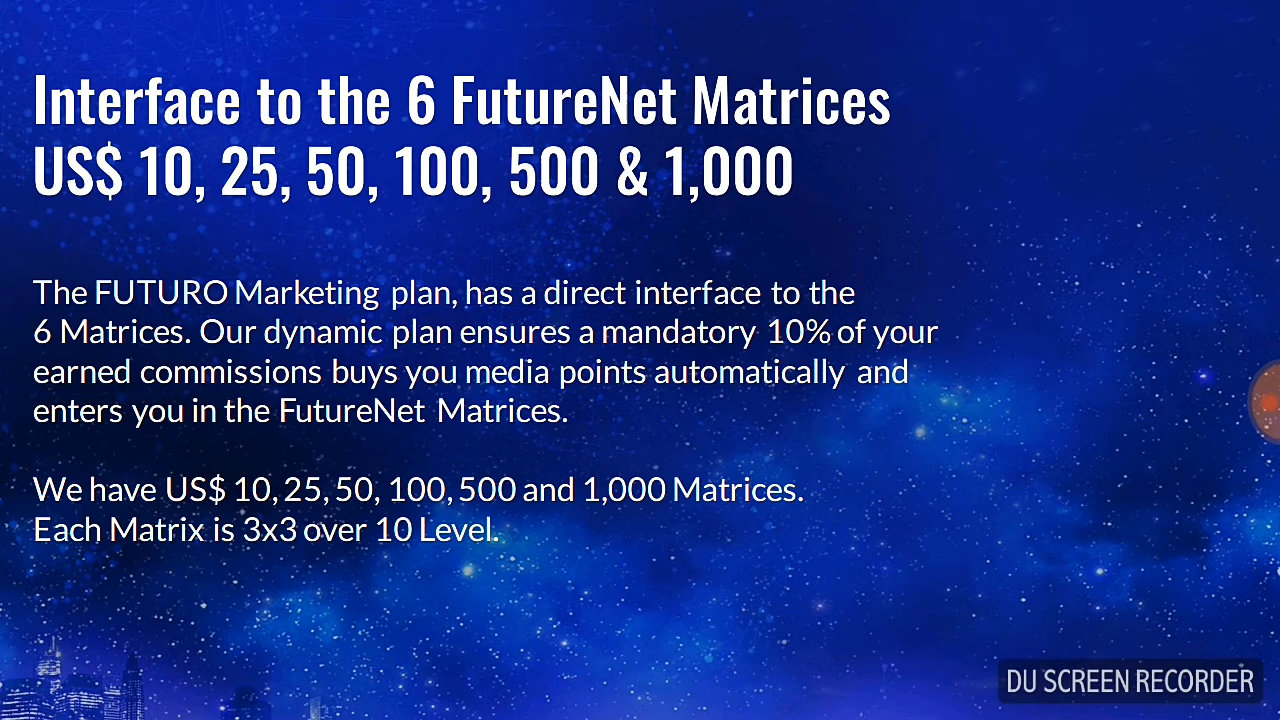 Interface to the 6 FutureNet Matrices
US$ 10, 25, 50, 100, 500 & 1,000
The FUTURO Marketing plan, has a direct interface to the
6 Matrices. Our dynamic plan ensures a mandatory 10% of your
earned commissions buys you media points automatically and
enters you in the FutureNet Matrices.
We have US$ 10, 25, 50, 100, 500 and 1,000 Matrices.
Each Matrix is 3x3 over 10 Level.
DU SCREEN RECORDER